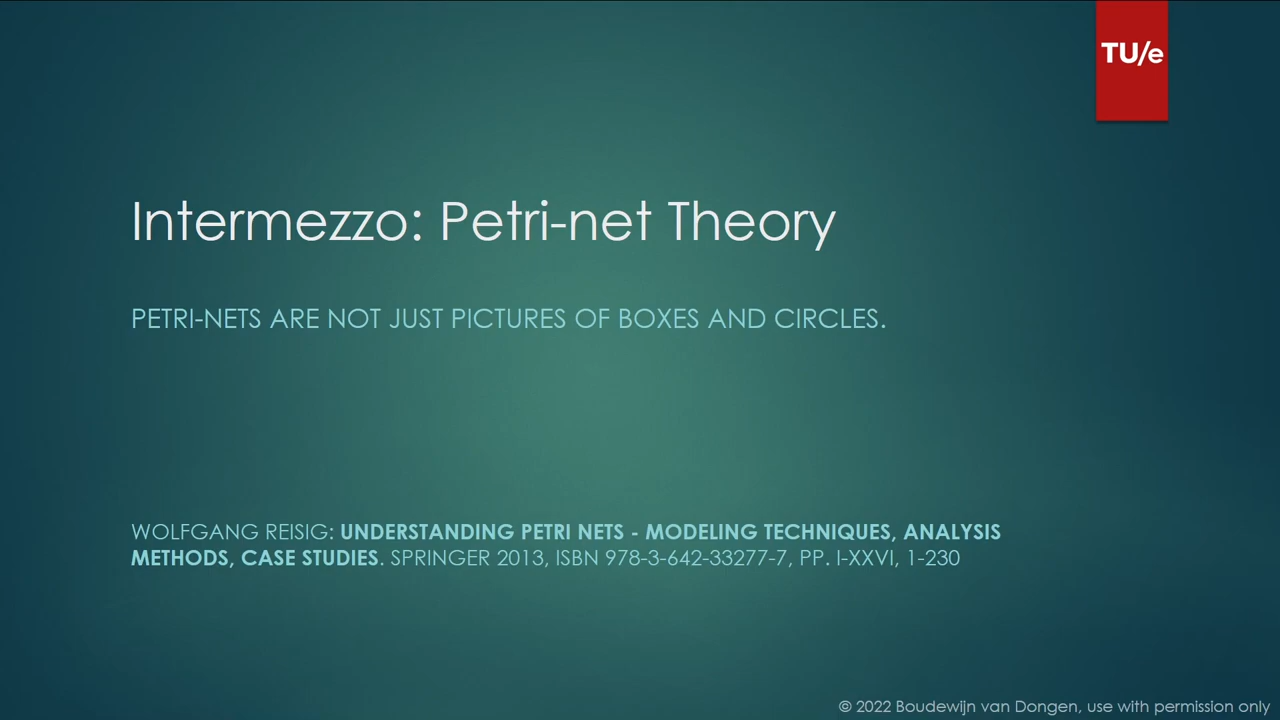 TU/e
Intermezzo: Petri-net Theory
PETRI-NETS ARE NOT JUST PICTURES OF BOXES AND CIRCLES.
WOLFGANG REISIG: UNDERSTANDING PETRI NETS - MODELING TECHNIQUES, ANALYSIS
METHODS, CASE STUDIES. SPRINGER 2013, ISBN 978-3-642-33277-7, PP. I-XXVI, 1-230
© 2022 Boudewijn van Dongen, use with permission only